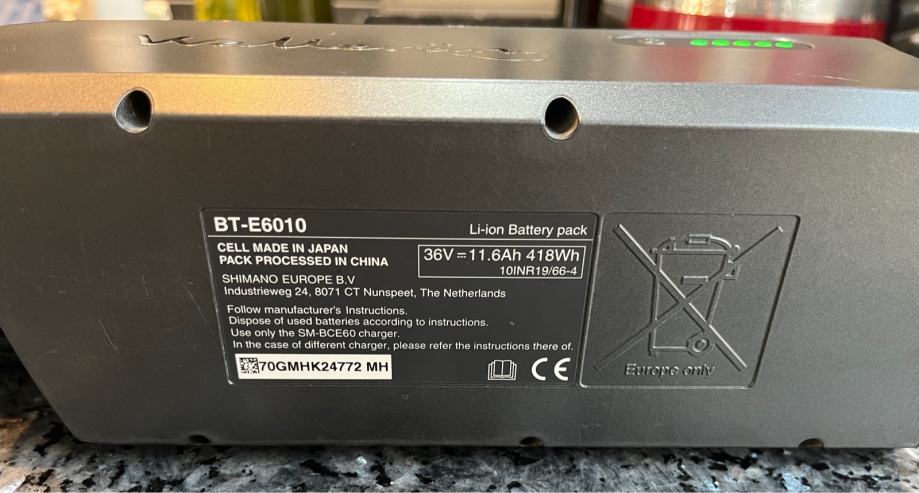 BT-E6010
Li-ion Battery pack
CELL MADE IN JAPAN
PACK PROCESSED IN CHINA
36V⎓11.6Ah 418Wh
10INR19/66-4
SHIMANO EUROPE B.V
Industrieweg 24, 8071 CT Nunspeet, The Netherlands
Follow manufacturer's Instructions.
Dispose of used batteries according to instructions.
Use only the SM-BCE60 charger.
In the case of different charger, please refer the instructions there of.
70GMHK24772 MH
CE
Europe only